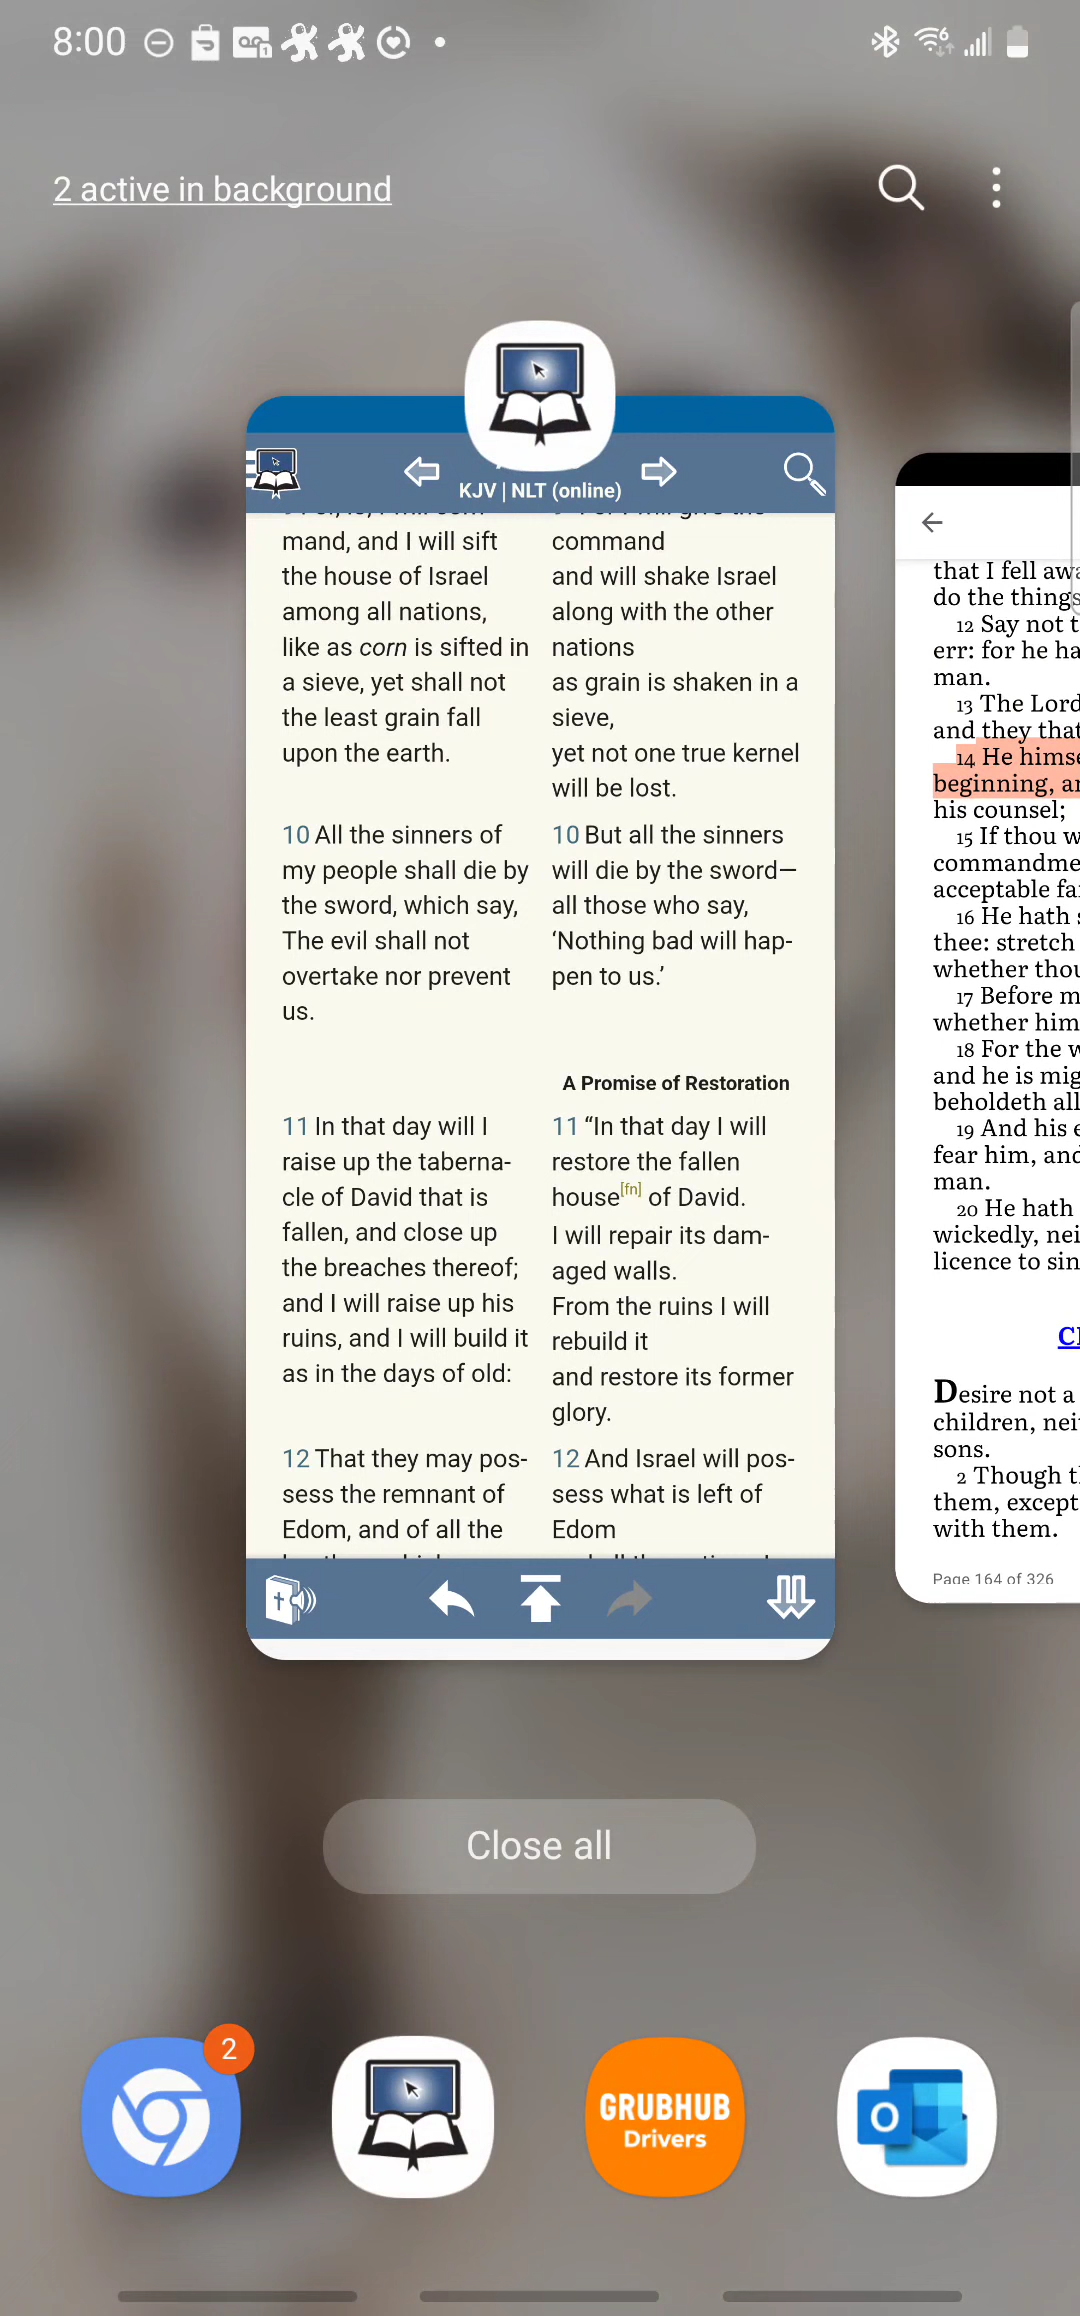 8:00
2 active in background
KJV | NLT (online)
mand, and I will sift
the house of Israel
among all nations,
like as corn is sifted in
a sieve, yet shall not
the least grain fall
upon the earth.
10 All the sinners of
my people shall die by
the sword, which say,
The evil shall not
overtake nor prevent
us.
11 In that day will I
raise up the taberna-
cle of David that is
fallen, and close up
the breaches thereof;
and I will raise up his
ruins, and I will build it
as in the days of old:
12 That they may pos-
sess the remnant of
Edom, and of all the
command
and will shake Israel
along with the other
nations
as grain is shaken in a
sieve,
yet not one true kernel
will be lost.
10 But all the sinners
will die by the sword—
all those who say,
‘Nothing bad will hap-
pen to us.’
A Promise of Restoration
11 “In that day I will
restore the fallen
house[fn] of David.
I will repair its dam-
aged walls.
From the ruins I will
rebuild it
and restore its former
glory.
12 And Israel will pos-
sess what is left of
Edom
that I fell
do the things
12 Say not
err: for he
man.
13 The Lord
and they that
14 He
beginning,
his counsel;
15 If thou
acceptable
16 He hath
thee: stretch
whether
17 Before
whether him
18 For the
and he is
beholdeth all
19 And his
fear him, and
man.
20 He hath
wickedly,
licence to sin
Desire not a
children,
sons.
2 Though
them, except
with them.
Page 164 of 326
Close all
2
GRUBHUB
Drivers
O